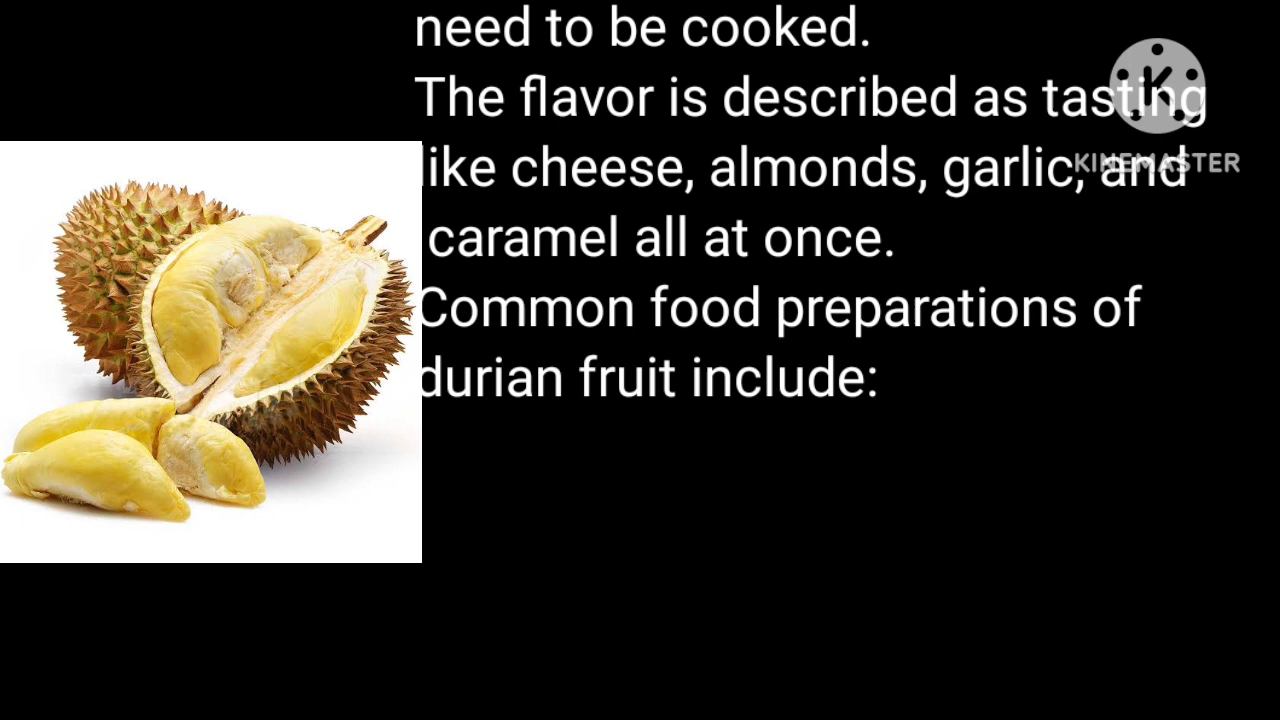 need to be cooked.
The flavor is described as tasting
like cheese, almonds, garlic, and
caramel all at once.
Common food preparations of
durian fruit include:
K
KINEMASTER